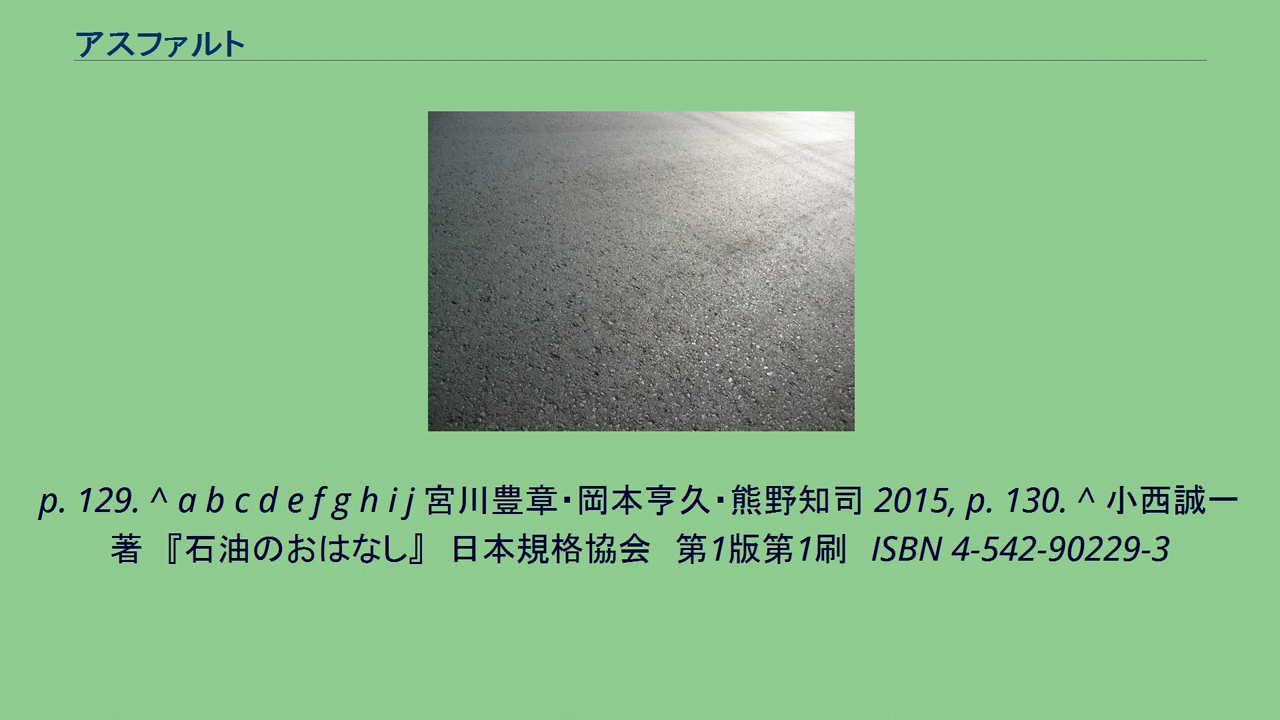 アスファルト
p. 129. ^ a b c d e f g h i j 宮川豊章・岡本亨久・熊野知司 2015, p. 130. ^ 小西誠一
著　『石油のおはなし』　日本規格協会　第1版第1刷　ISBN 4-542-90229-3